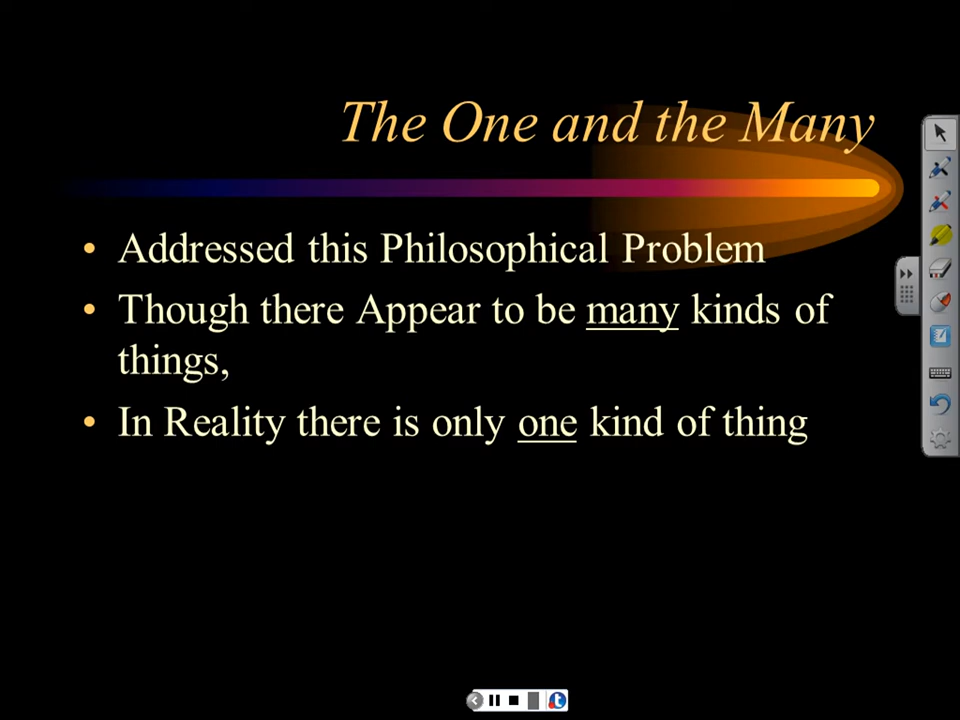 The One and the Many
• Addressed this Philosophical Problem
• Though there Appear to be many kinds of
things,
• In Reality there is only one kind of thing